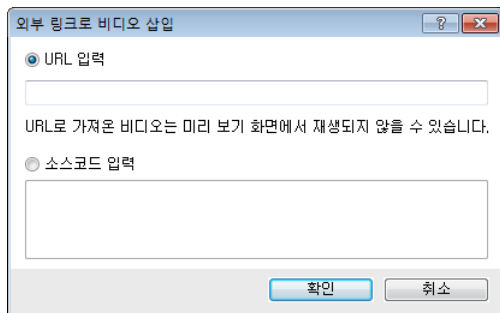 외부 링크로 비디오 삽입
URL 입력
URL로 가져온 비디오는 미리 보기 화면에서 재생되지 않을 수 있습니다.
소스코드 입력
확인 취소